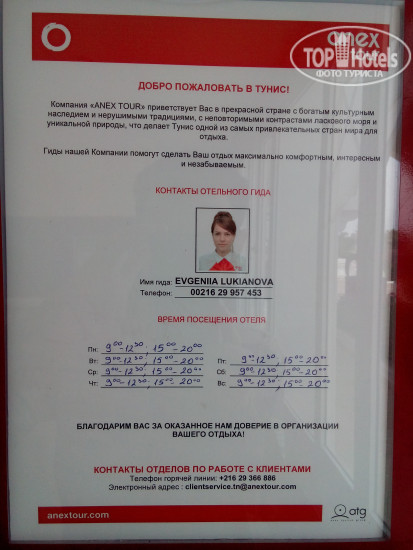 anex
tour
TOPHotels
ФОТО ТУРИСТА
ДОБРО ПОЖАЛОВАТЬ В ТУНИС!
Компания «ANEX TOUR» приветствует Вас в прекрасной стране с богатым культурным
наследием и нерушимыми традициями, с неповторимыми контрастами ласкового моря и
уникальной природы, что делает Тунис одной из самых привлекательных стран мира для
отдыха.
Гиды нашей Компании помогут сделать Ваш отдых максимально комфортным, интересным
и незабываемым.
КОНТАКТЫ ОТЕЛЬНОГО ГИДА
Имя гида: EVGENIIA LUKIANOVA
Телефон: 00216 29 957 453
ВРЕМЯ ПОСЕЩЕНИЯ ОТЕЛЯ
Пн: 9⁰⁰-12³⁰, 15⁰⁰-20⁰⁰
Вт: 9⁰⁰-12³⁰, 15⁰⁰-20⁰⁰ Пт: 9⁰⁰-12³⁰, 15⁰⁰-20⁰⁰
Ср: 9⁰⁰-12³⁰, 15⁰⁰-20⁰⁰ Сб: 9⁰⁰-12³⁰, 15⁰⁰-20⁰⁰
Чт: 9⁰⁰-12³⁰, 15⁰⁰-20⁰⁰ Вс: 9⁰⁰-12³⁰, 15⁰⁰-20⁰⁰
БЛАГОДАРИМ ВАС ЗА ОКАЗАННОЕ НАМ ДОВЕРИЕ В ОРГАНИЗАЦИИ
ВАШЕГО ОТДЫХА!
КОНТАКТЫ ОТДЕЛОВ ПО РАБОТЕ С КЛИЕНТАМИ
Телефон горячей линии: +216 29 366 886
Электронный адрес : clientservice.tn@anextour.com
anextour.com
atg